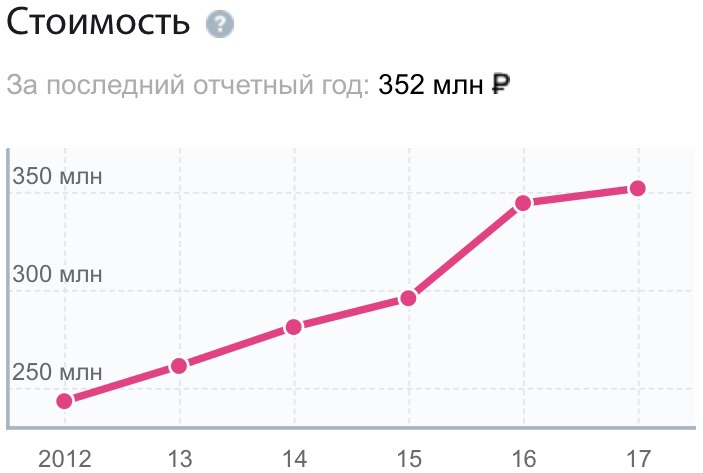 Стоимость ?
За последний отчетный год: 352 млн ₽
350 млн
300 млн
250 млн
2012 13 14 15 16 17